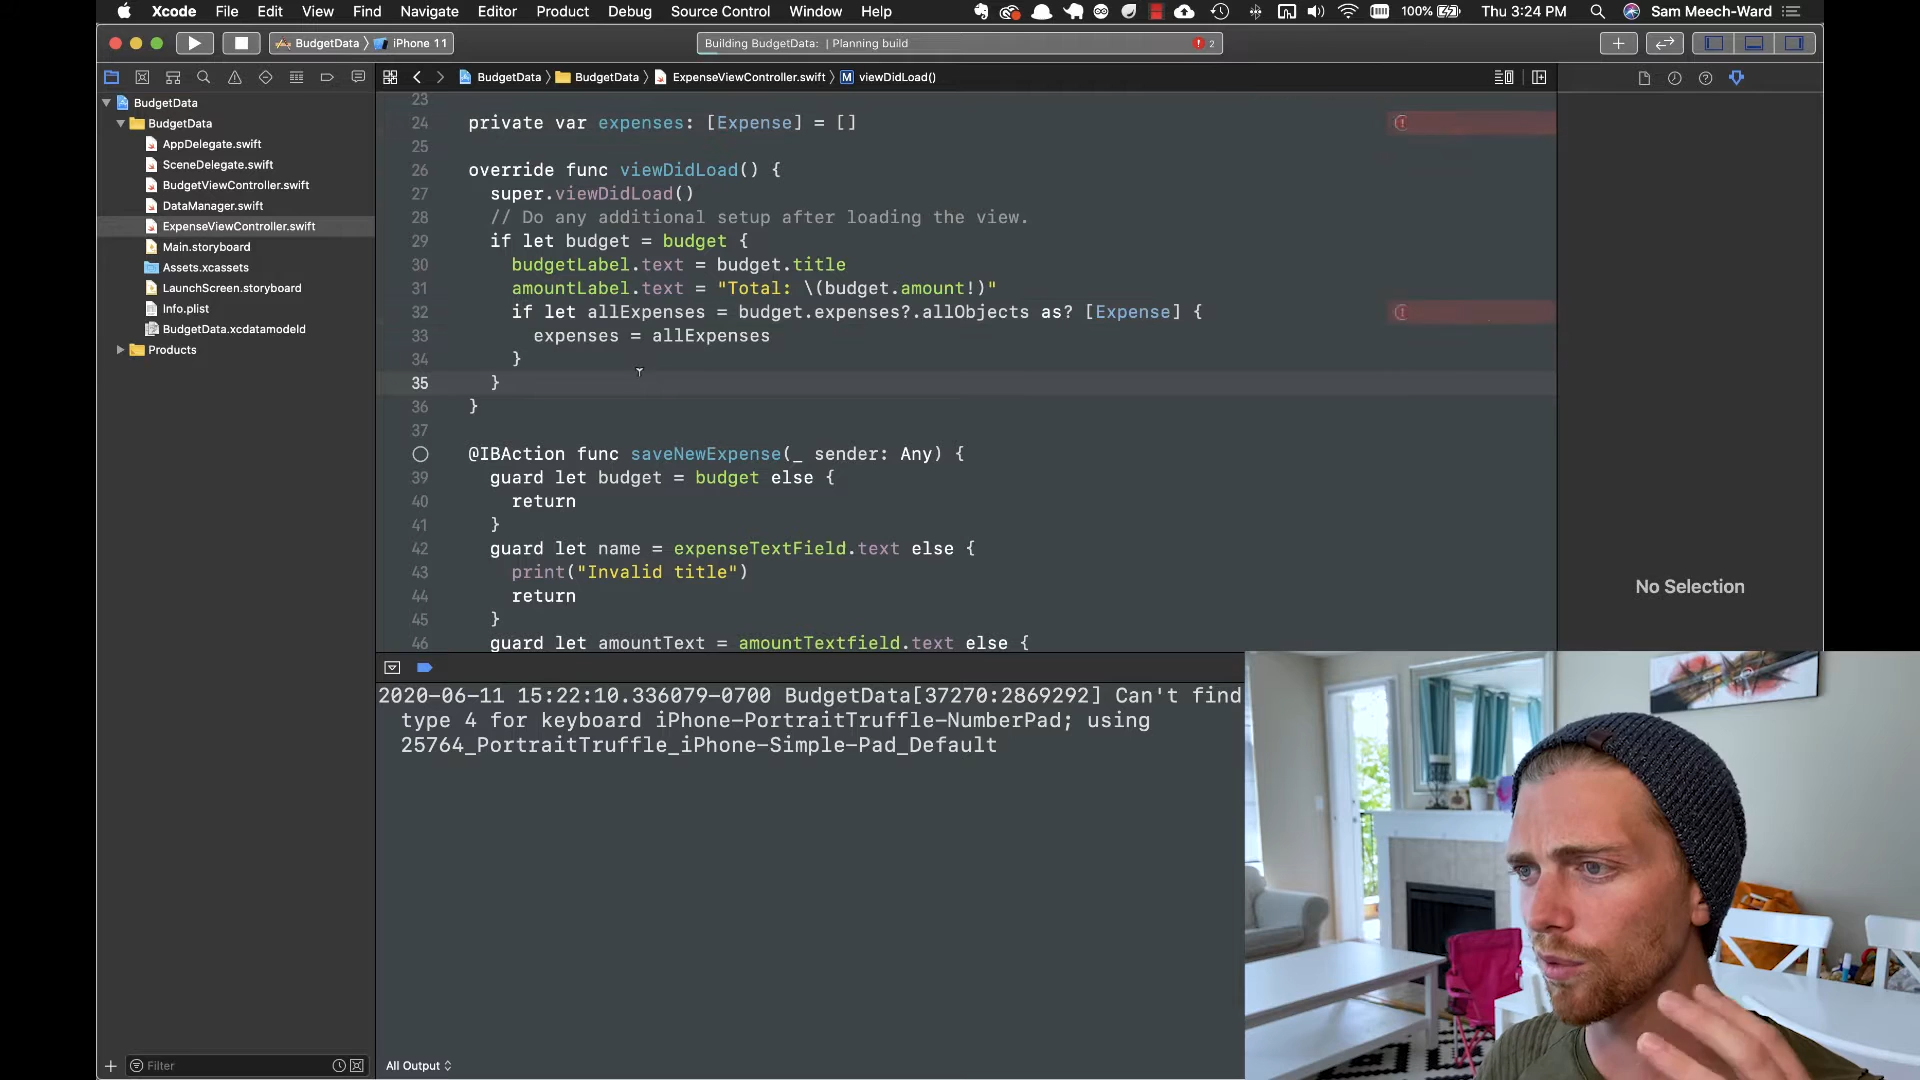 Xcode File Edit View Find Navigate Editor Product Debug Source Control Window Help 100% Thu 3:24 PM Sam Meech-Ward
BudgetData iPhone 11 Building BudgetData: | Planning build 2
BudgetData BudgetData ExpenseViewController.swift M viewDidLoad()
BudgetData
BudgetData
AppDelegate.swift
SceneDelegate.swift
BudgetViewController.swift
DataManager.swift
ExpenseViewController.swift
Main.storyboard
Assets.xcassets
LaunchScreen.storyboard
Info.plist
BudgetData.xcdatamodeld
Products
Filter
23
24 private var expenses: [Expense] = []
25
26 override func viewDidLoad() {
27 super.viewDidLoad()
28 // Do any additional setup after loading the view.
29 if let budget = budget {
30 budgetLabel.text = budget.title
31 amountLabel.text = "Total: \(budget.amount!)"
32 if let allExpenses = budget.expenses?.allObjects as? [Expense] {
33 expenses = allExpenses
34 }
35 }
36 }
37
@IBAction func saveNewExpense(_ sender: Any) {
39 guard let budget = budget else {
40 return
41 }
42 guard let name = expenseTextField.text else {
43 print("Invalid title")
44 return
45 }
46 guard let amountText = amountTextfield.text else {
No Selection
2020-06-11 15:22:10.336079-0700 BudgetData[37270:2869292] Can't find
type 4 for keyboard iPhone-PortraitTruffle-NumberPad; using
25764_PortraitTruffle_iPhone-Simple-Pad_Default
All Output